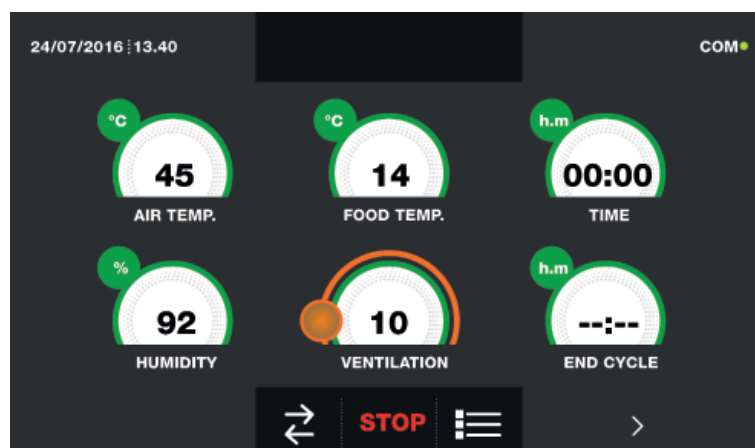 24/07/2016 13.40
COM
°C
45
AIR TEMP.
°C
14
FOOD TEMP.
h.m
00:00
TIME
%
92
HUMIDITY
10
VENTILATION
h.m
--:--
END CYCLE
STOP